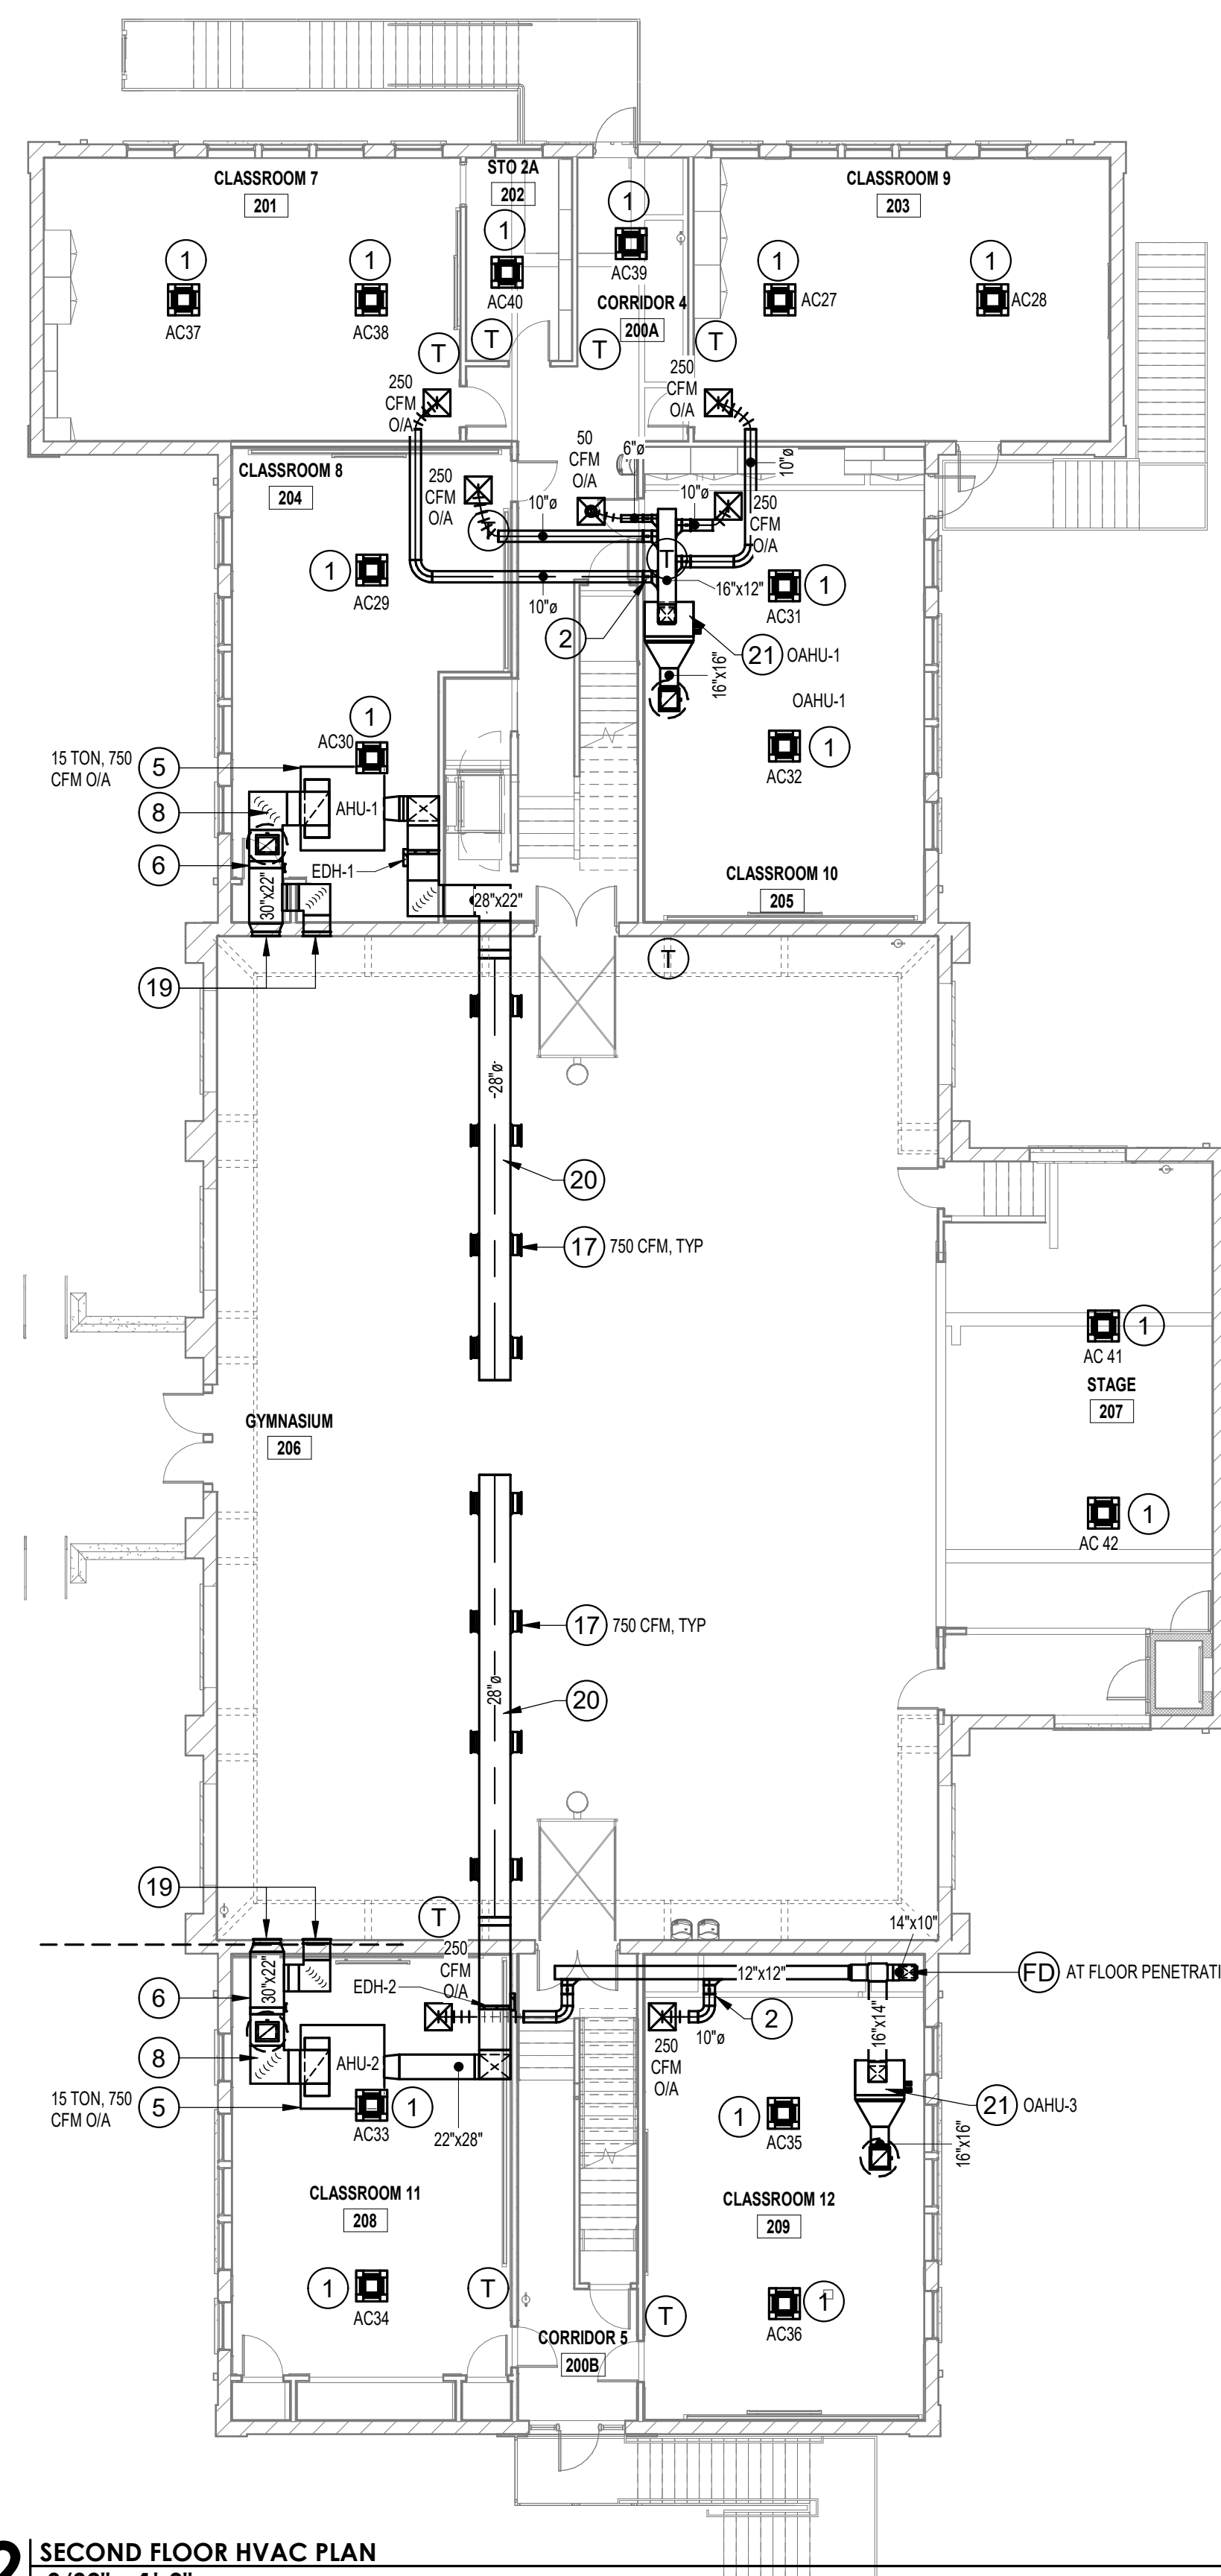 CLASSROOM 7
201
STO 2A
202
CLASSROOM 9
203
1
1
1
1
1
1
AC37
AC38
AC40
AC39
AC27
AC28
CORRIDOR 4
200A
T
T
T
T
250
CFM
O/A
250
CFM
O/A
CLASSROOM 8
204
250
CFM
O/A
50
CFM
O/A
6"ø
10"ø
10"ø
250
CFM
O/A
10"ø
T
10"ø
16"x12"
1
AC29
1
AC31
2
21
OAHU-1
16"x16"
OAHU-1
1
AC30
1
AC32
15 TON, 750
CFM O/A
5
AHU-1
8
6
EDH-1
30"x22"
28"x22"
CLASSROOM 10
205
19
T
28"ø
20
17
750 CFM, TYP
AC 41
1
STAGE
207
GYMNASIUM
206
AC 42
1
17
750 CFM, TYP
28"ø
20
19
T
14"x10"
250
CFM
O/A
EDH-2
12"x12"
FD
AT FLOOR PENETRATI
6
30"x22"
2
10"ø
16"x14"
250
CFM
O/A
8
AHU-2
15 TON, 750
CFM O/A
5
1
AC33
22"x28"
1
AC35
21
OAHU-3
16"x16"
CLASSROOM 11
208
CLASSROOM 12
209
1
AC34
T
T
1
AC36
CORRIDOR 5
200B
2
SECOND FLOOR HVAC PLAN